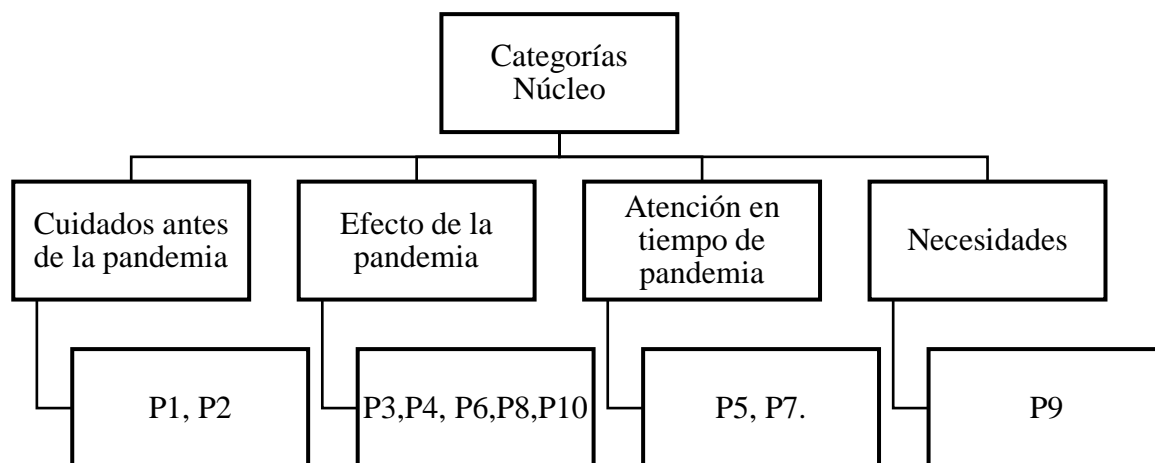 Categorías
Núcleo
Cuidados antes
de la pandemia
Efecto de la
pandemia
Atención en
tiempo de
pandemia
Necesidades
P1, P2
P3,P4, P6,P8,P10
P5, P7.
P9